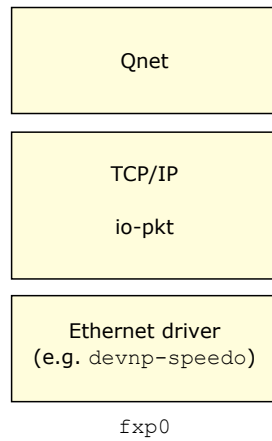 Qnet
TCP/IP
io-pkt
Ethernet driver
(e.g. devnp-speedo)
fxp0